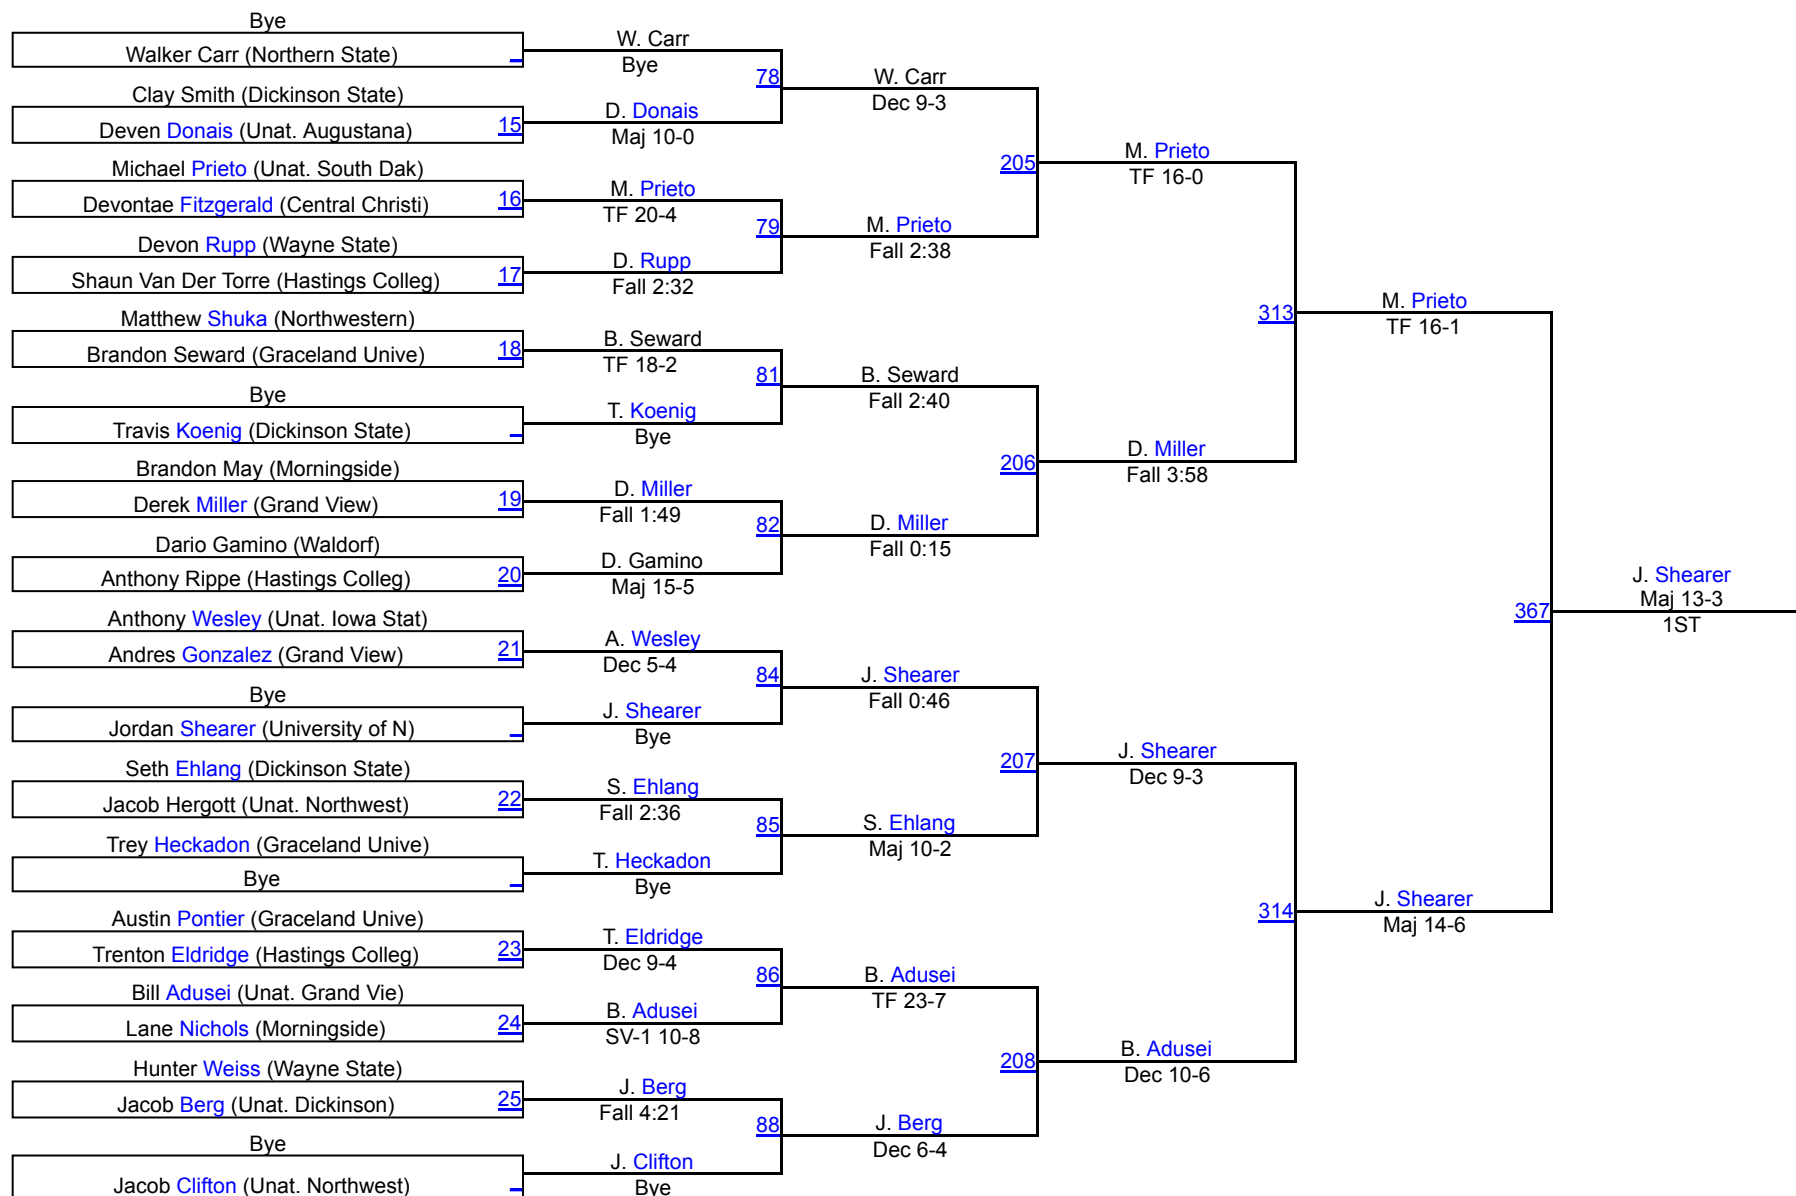 Bye
Walker Carr (Northern State)
Clay Smith (Dickinson State)
Deven Donais (Unat. Augustana) 15
Michael Prieto (Unat. South Dak)
Devontae Fitzgerald (Central Christi) 16
Devon Rupp (Wayne State)
Shaun Van Der Torre (Hastings Colleg) 17
Matthew Shuka (Northwestern)
Brandon Seward (Graceland Unive) 18
Bye
Travis Koenig (Dickinson State)
Brandon May (Morningside)
Derek Miller (Grand View) 19
Dario Gamino (Waldorf)
Anthony Rippe (Hastings Colleg) 20
Anthony Wesley (Unat. Iowa Stat)
Andres Gonzalez (Grand View) 21
Bye
Jordan Shearer (University of N)
Seth Ehlang (Dickinson State)
Jacob Hergott (Unat. Northwest) 22
Trey Heckadon (Graceland Unive)
Bye
Austin Pontier (Graceland Unive)
Trenton Eldridge (Hastings Colleg) 23
Bill Adusei (Unat. Grand Vie)
Lane Nichols (Morningside) 24
Hunter Weiss (Wayne State)
Jacob Berg (Unat. Dickinson) 25
Bye
Jacob Clifton (Unat. Northwest)
W. Carr
Bye
78
D. Donais
Maj 10-0
M. Prieto
TF 20-4
79
D. Rupp
Fall 2:32
B. Seward
TF 18-2
81
T. Koenig
Bye
D. Miller
Fall 1:49
82
D. Gamino
Maj 15-5
A. Wesley
Dec 5-4
84
J. Shearer
Bye
S. Ehlang
Fall 2:36
85
T. Heckadon
Bye
T. Eldridge
Dec 9-4
86
B. Adusei
SV-1 10-8
J. Berg
Fall 4:21
88
J. Clifton
Bye
W. Carr
Dec 9-3
205
M. Prieto
Fall 2:38
B. Seward
Fall 2:40
206
D. Miller
Fall 0:15
J. Shearer
Fall 0:46
207
S. Ehlang
Maj 10-2
B. Adusei
TF 23-7
208
J. Berg
Dec 6-4
M. Prieto
TF 16-0
313
D. Miller
Fall 3:58
J. Shearer
Dec 9-3
314
B. Adusei
Dec 10-6
M. Prieto
TF 16-1
367
J. Shearer
Maj 14-6
J. Shearer
Maj 13-3
1ST